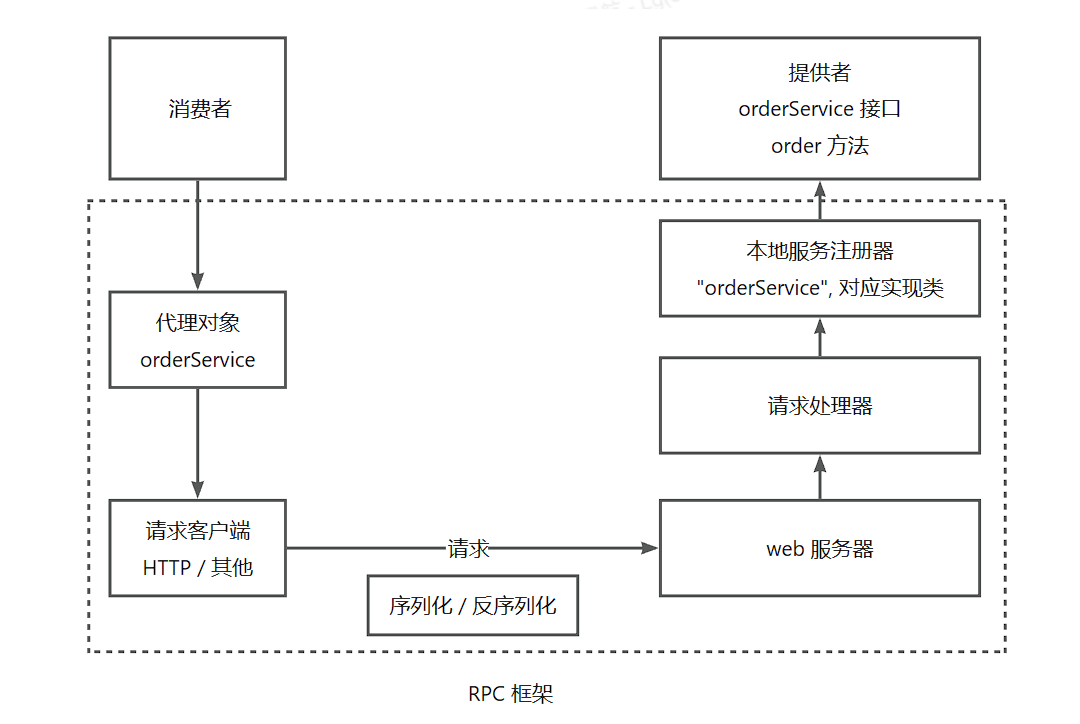 消费者
提供者
orderService 接口
order 方法
代理对象
orderService
本地服务注册器
"orderService", 对应实现类
请求处理器
请求客户端
HTTP / 其他
请求
web 服务器
序列化 / 反序列化
RPC 框架